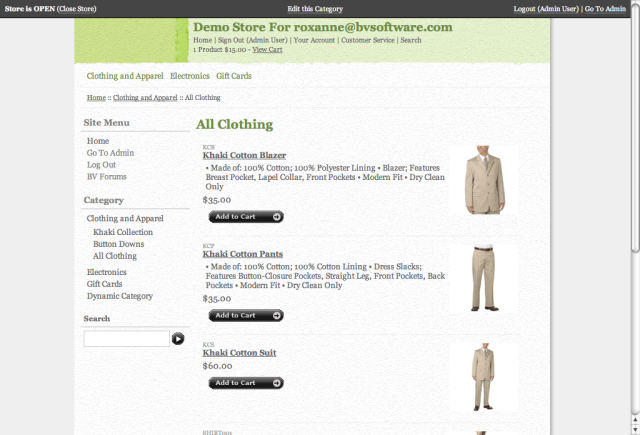 Store is OPEN (Close Store)
Edit this Category
Logout (Admin User) | Go To Admin
Demo Store For roxanne@bvsoftware.com
Home | Sign Out (Admin User) | Your Account | Customer Service | Search
1 Product $15.00 - View Cart
Clothing and Apparel Electronics Gift Cards
Home :: Clothing and Apparel :: All Clothing
Site Menu
Home
Go To Admin
Log Out
BV Forums
Category
Clothing and Apparel
Khaki Collection
Button Downs
All Clothing
Electronics
Gift Cards
Dynamic Category
Search
All Clothing
KCB
Khaki Cotton Blazer
• Made of: 100% Cotton; 100% Polyester Lining • Blazer; Features
Breast Pocket, Lapel Collar, Front Pockets • Modern Fit • Dry Clean
Only
$35.00
Add to Cart
KCP
Khaki Cotton Pants
• Made of: 100% Cotton; 100% Cotton Lining • Dress Slacks;
Features Button-Closure Pockets, Straight Leg, Front Pockets, Back
Pockets • Modern Fit • Dry Clean Only
$35.00
Add to Cart
KCS
Khaki Cotton Suit
$60.00
Add to Cart